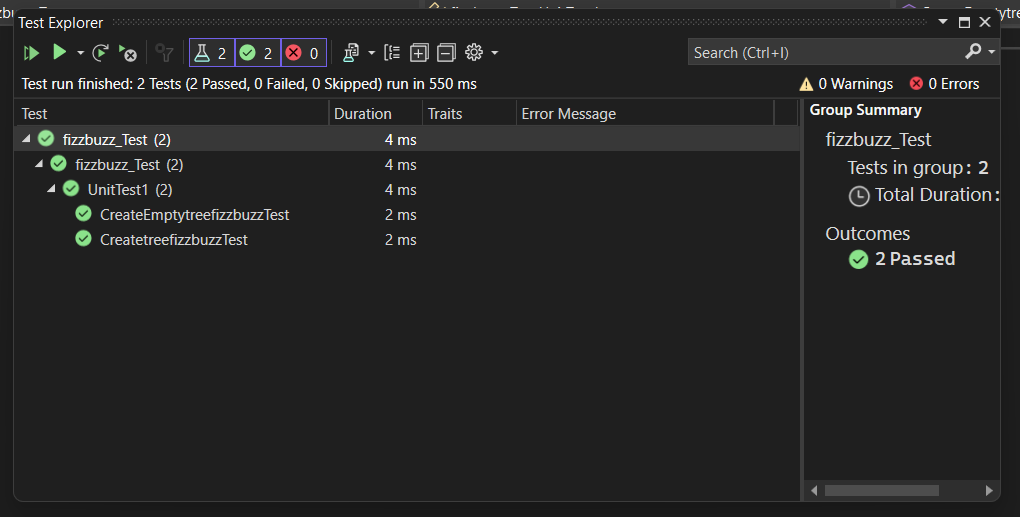 Test Explorer
2 2 0
Search (Ctrl+I)
Test run finished: 2 Tests (2 Passed, 0 Failed, 0 Skipped) run in 550 ms
0 Warnings 0 Errors
Test Duration Traits Error Message
fizzbuzz_Test (2) 4 ms
fizzbuzz_Test (2) 4 ms
UnitTest1 (2) 4 ms
CreateEmptytreefizzbuzzTest 2 ms
CreatetreefizzbuzzTest 2 ms
Group Summary
fizzbuzz_Test
Tests in group: 2
Total Duration:
Outcomes
2 Passed